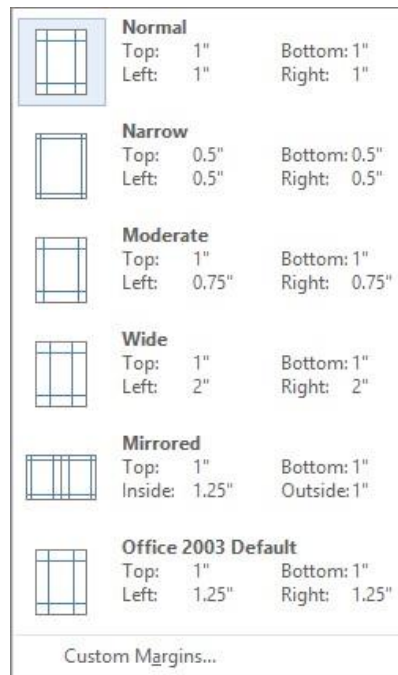 Normal
Top: 1" Bottom: 1"
Left: 1" Right: 1"
Narrow
Top: 0.5" Bottom: 0.5"
Left: 0.5" Right: 0.5"
Moderate
Top: 1" Bottom: 1"
Left: 0.75" Right: 0.75"
Wide
Top: 1" Bottom: 1"
Left: 2" Right: 2"
Mirrored
Top: 1" Bottom: 1"
Inside: 1.25" Outside: 1"
Office 2003 Default
Top: 1" Bottom: 1"
Left: 1.25" Right: 1.25"
Custom Margins...